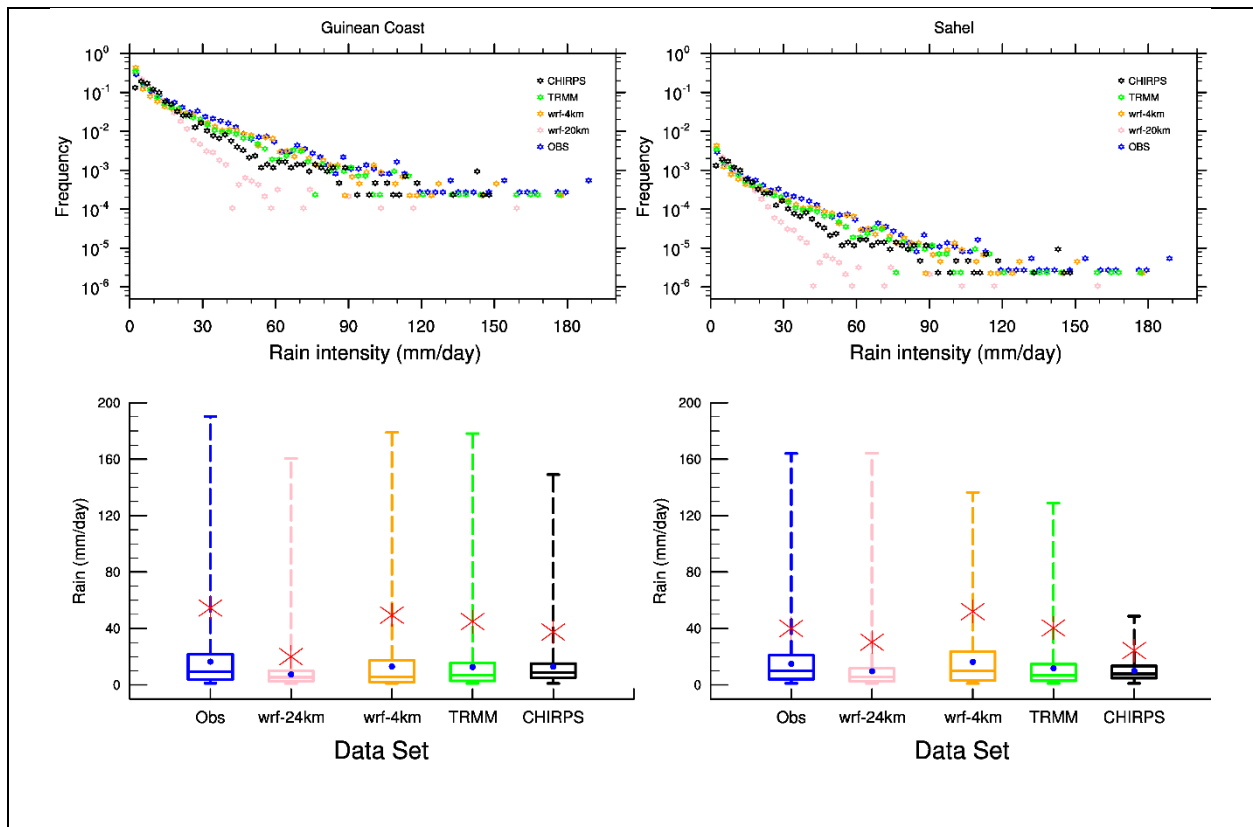 Guinean Coast
10^0
10^-1
10^-2
10^-3
10^-4
10^-5
10^-6
Frequency
CHIRPS
TRMM
wrf-4km
wrf-20km
OBS
0 30 60 90 120 150 180
Rain intensity (mm/day)
Sahel
10^0
10^-1
10^-2
10^-3
10^-4
10^-5
10^-6
Frequency
CHIRPS
TRMM
wrf-4km
wrf-20km
OBS
0 30 60 90 120 150 180
Rain intensity (mm/day)
200
160
120
80
40
0
Rain (mm/day)
Obs wrf-24km wrf-4km TRMM CHIRPS
Data Set
200
160
120
80
40
0
Rain (mm/day)
Obs wrf-24km wrf-4km TRMM CHIRPS
Data Set